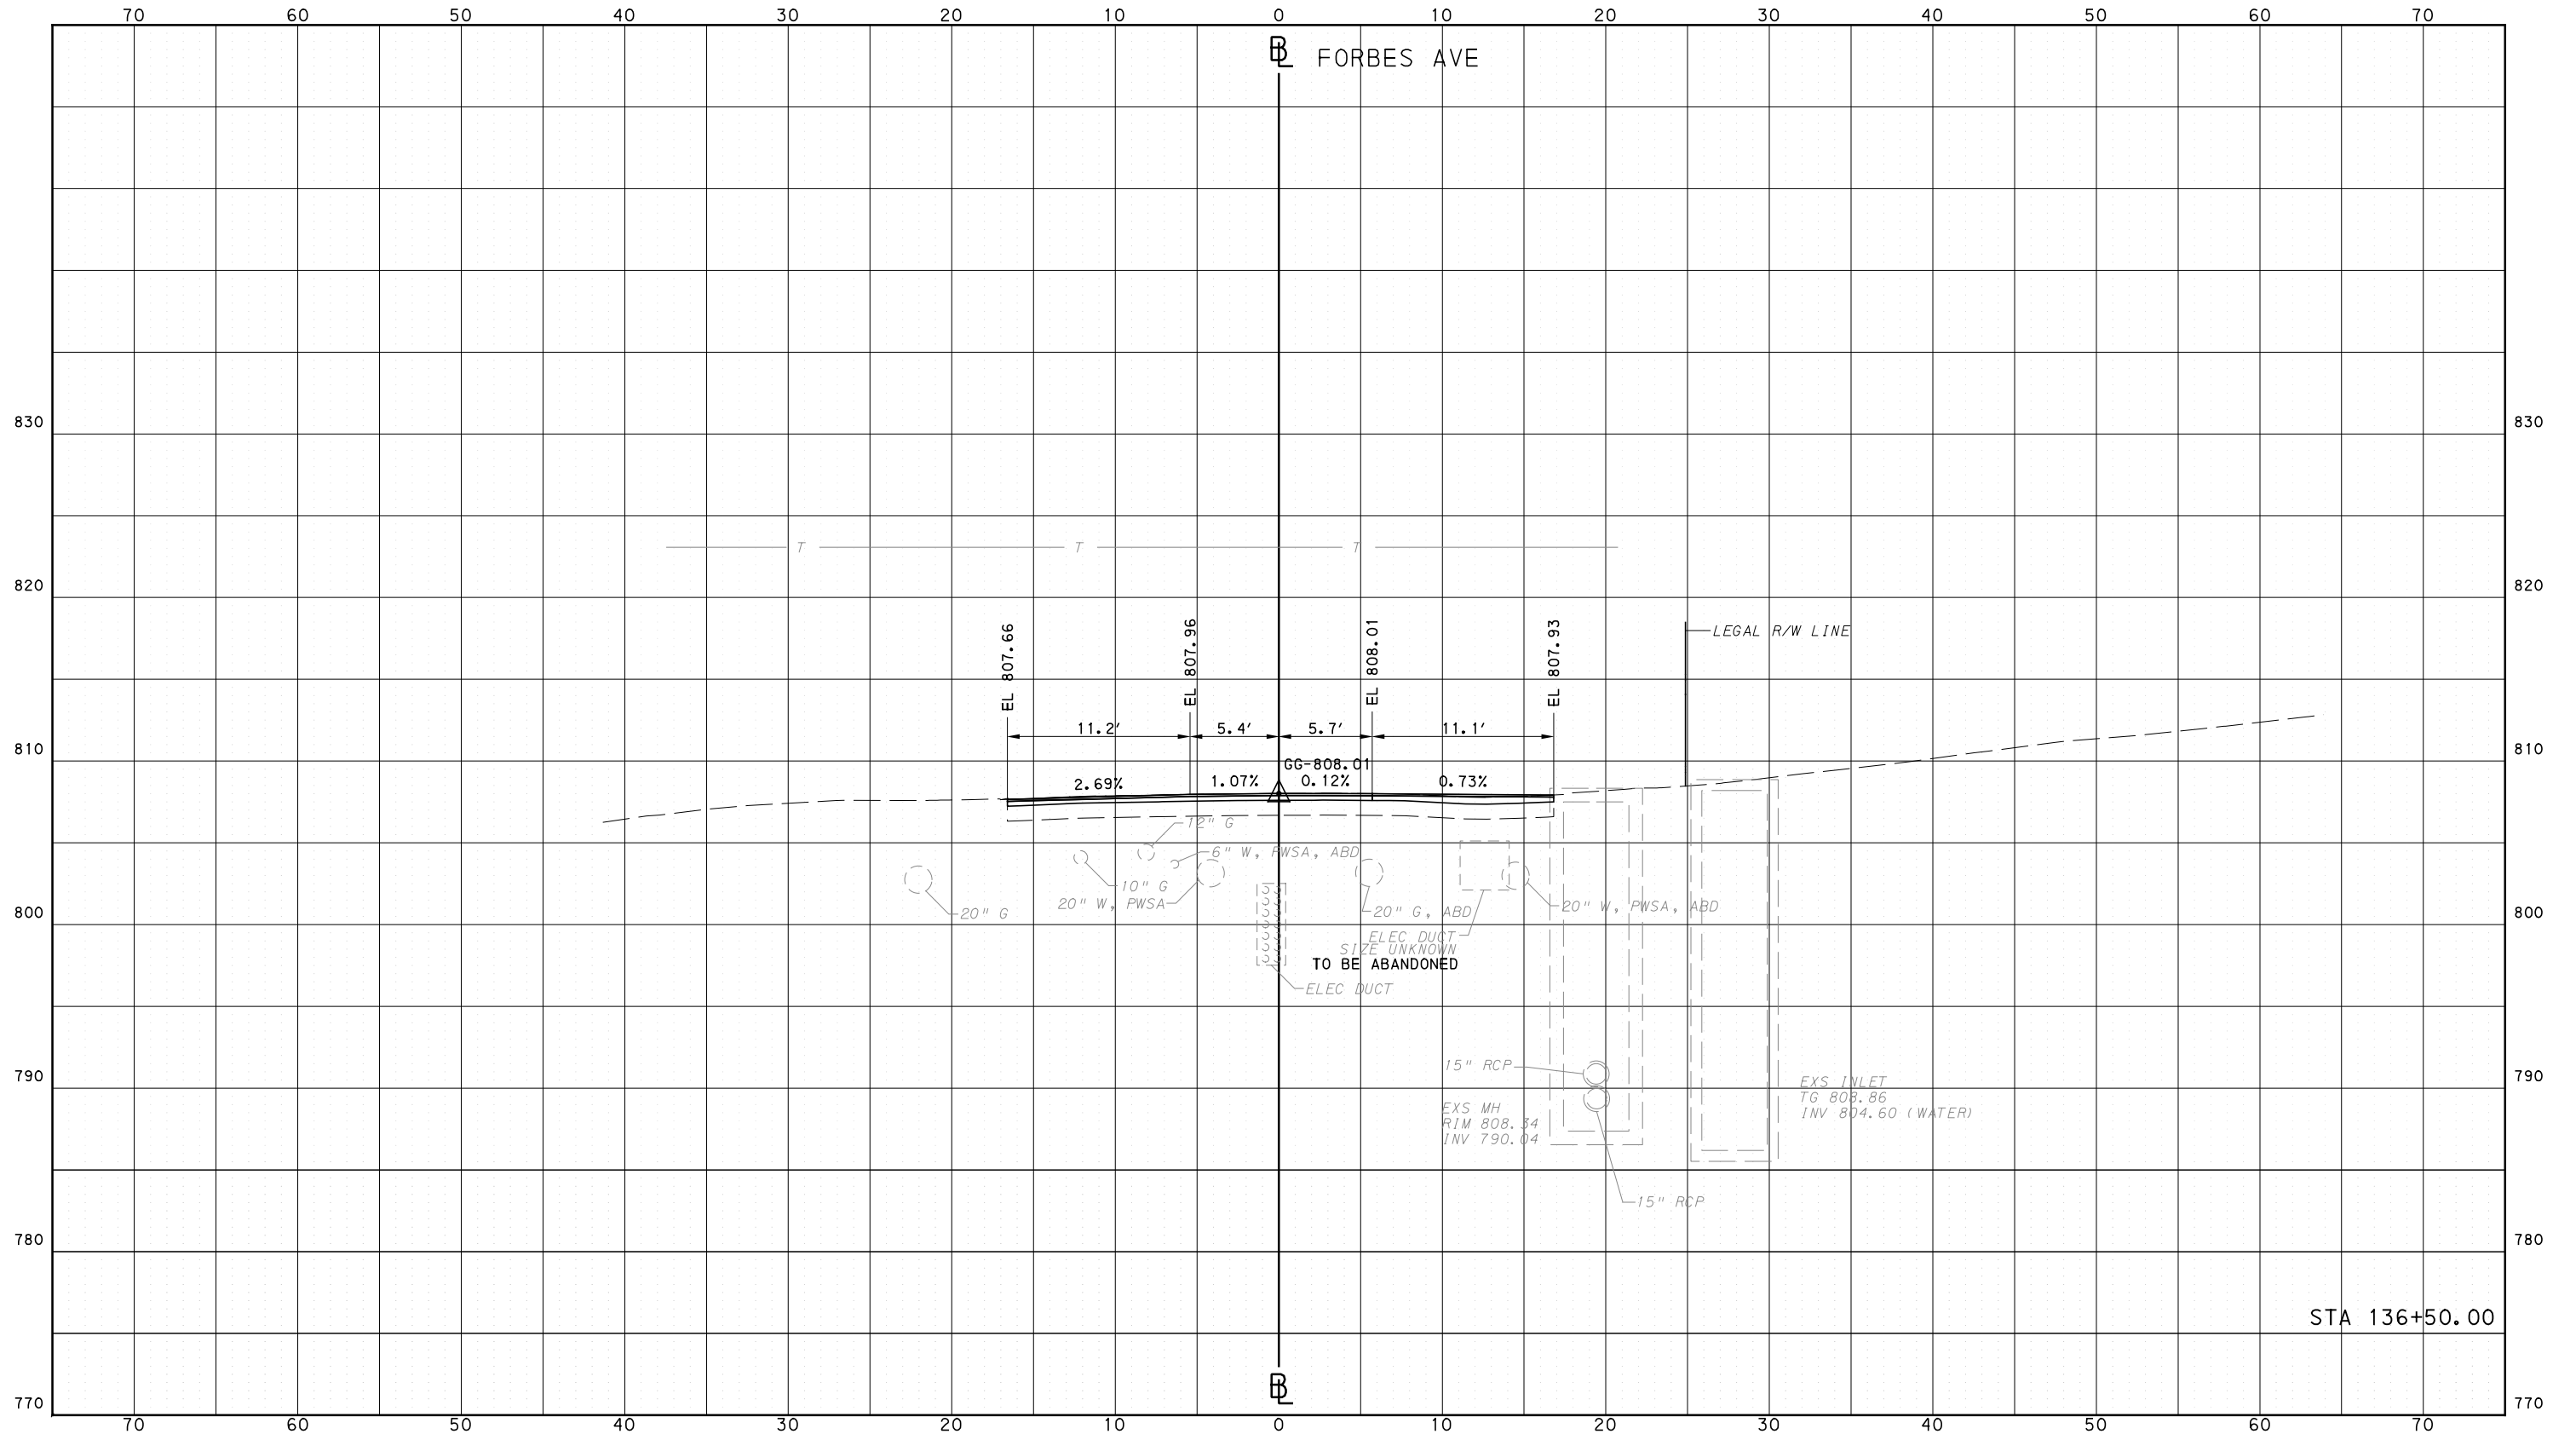 70 60 50 40 30 20 10 0 10 20 30 40 50 60 70
BL FORBES AVE
830 830
T T T
820 820
EL 807.66
EL 807.96
EL 808.01
EL 807.93
LEGAL R/W LINE
11.2' 5.4' 5.7' 11.1'
810 810
GG-808.01
2.69% 1.07% 0.12% 0.73%
12" G
6" W, PWSA, ABD
10" G
20" W, PWSA
20" G
20" G, ABD
20" W, PWSA, ABD
800 800
ELEC DUCT
SIZE UNKNOWN
TO BE ABANDONED
ELEC DUCT
15" RCP
790 790
EXS MH
RIM 808.34
INV 790.04
EXS INLET
TG 808.86
INV 804.60 (WATER)
15" RCP
780 780
STA 136+50.00
BL
770 770
70 60 50 40 30 20 10 0 10 20 30 40 50 60 70